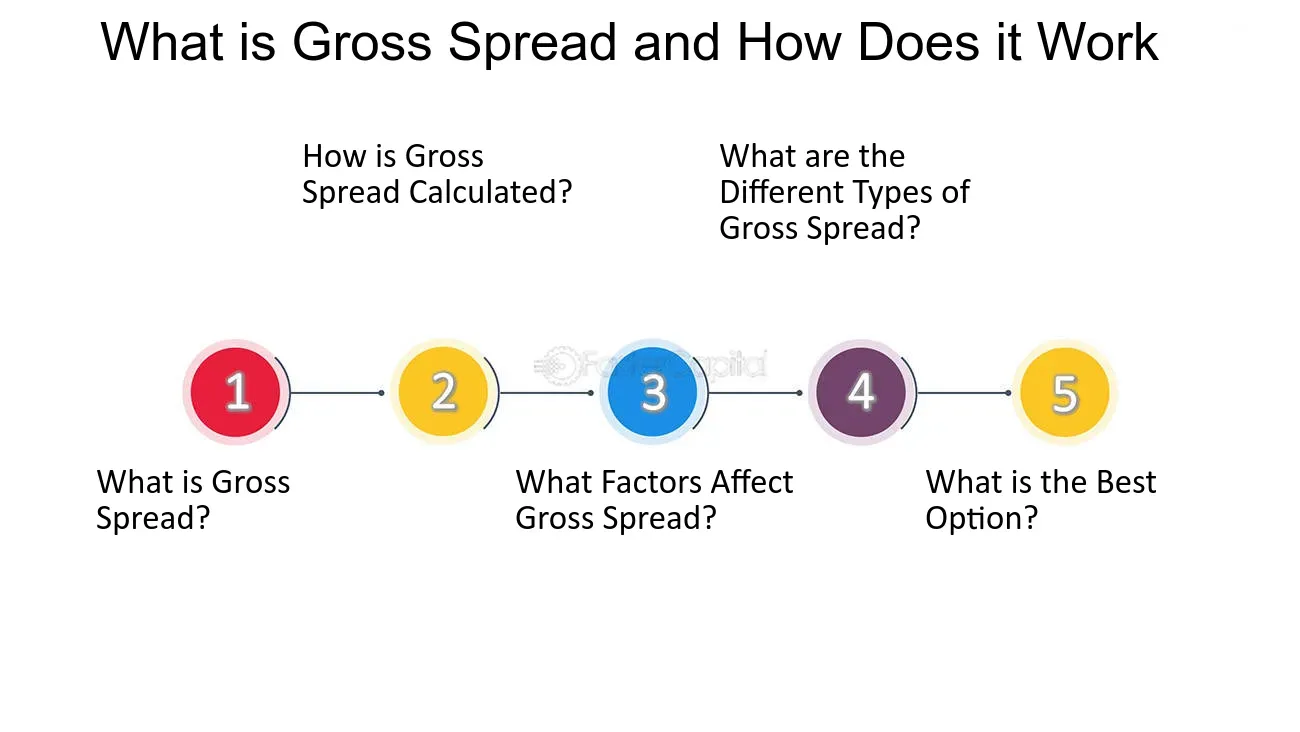 What is Gross Spread and How Does it Work
How is Gross
Spread Calculated?
What are the
Different Types of
Gross Spread?
1
2
3
4
5
What is Gross
Spread?
What Factors Affect
Gross Spread?
What is the Best
Option?